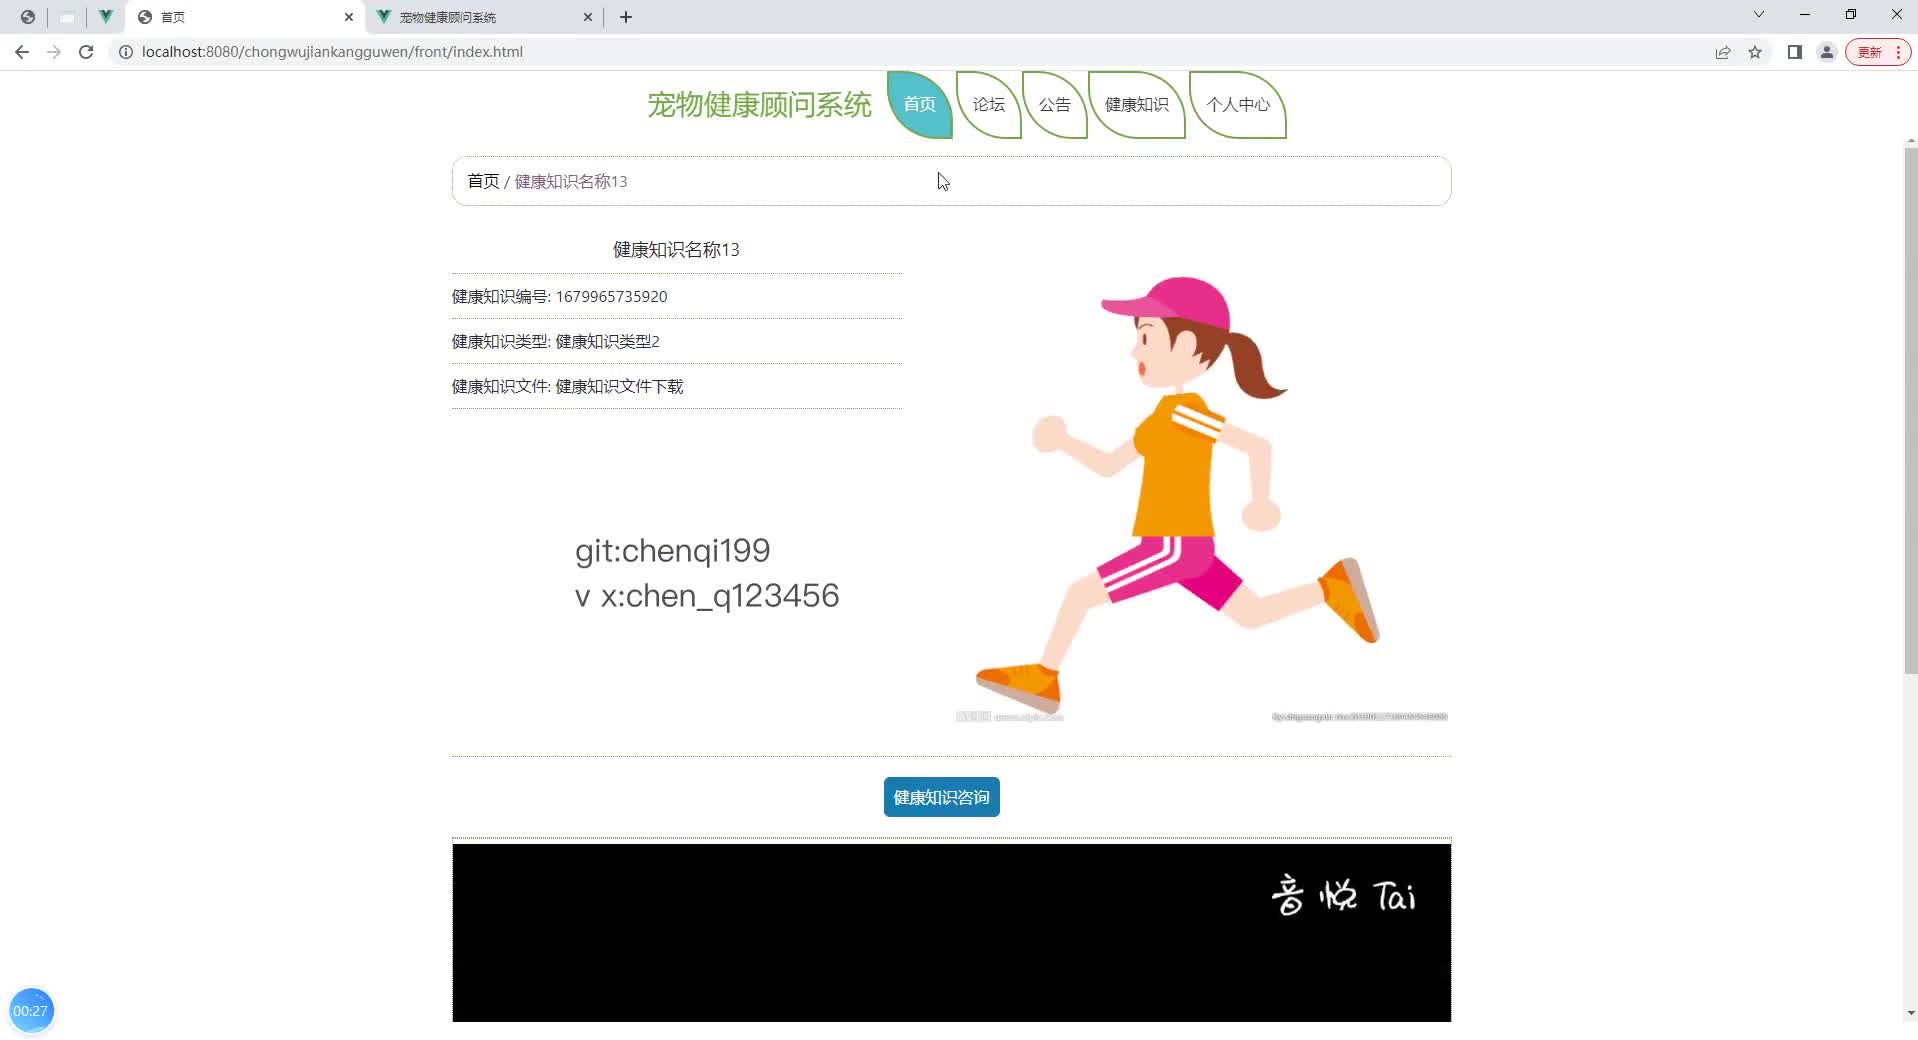 首页
宠物健康顾问系统
localhost:8080/chongwujiankangguwen/front/index.html
更新
宠物健康顾问系统
首页
论坛
公告
健康知识
个人中心
首页 / 健康知识名称13
健康知识名称13
健康知识编号: 1679965735920
健康知识类型: 健康知识类型2
健康知识文件: 健康知识文件下载
git:chenqi199
v x:chen_q123456
健康知识咨询
音悦 Tai
00:27